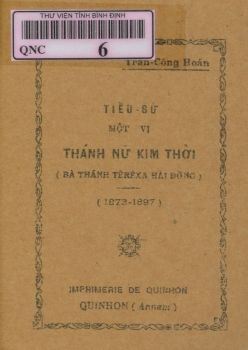 THƯ VIỆN TỈNH BÌNH ĐỊNH
QNC
6
Trần-Công Hoán
TIỂU-SỬ
MỘT VỊ
THÁNH NỮ KIM THỜI
( BÀ THÁNH TÊRÊXA HÀI ĐỒNG )
( 1873-1897 )
IMPRIMERIE DE QUINHON
QUINHON ( Annam )